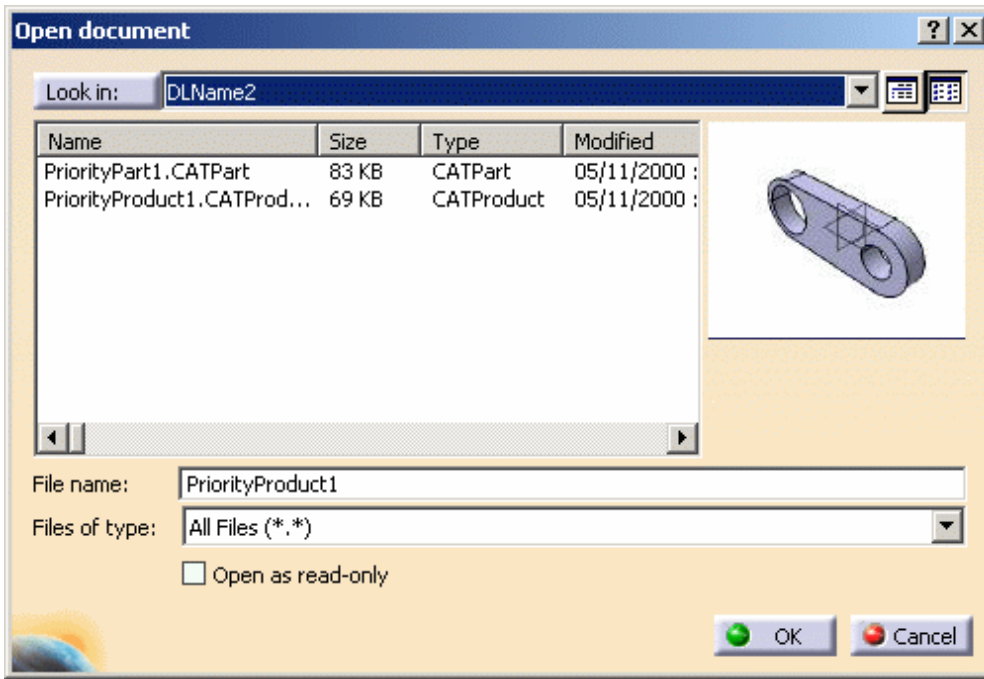 Open document
Look in: DLName2
Name Size Type Modified
PriorityPart1.CATPart 83 KB CATPart 05/11/2000 :
PriorityProduct1.CATProd... 69 KB CATProduct 05/11/2000 :
File name: PriorityProduct1
Files of type: All Files (*.*)
Open as read-only
OK Cancel